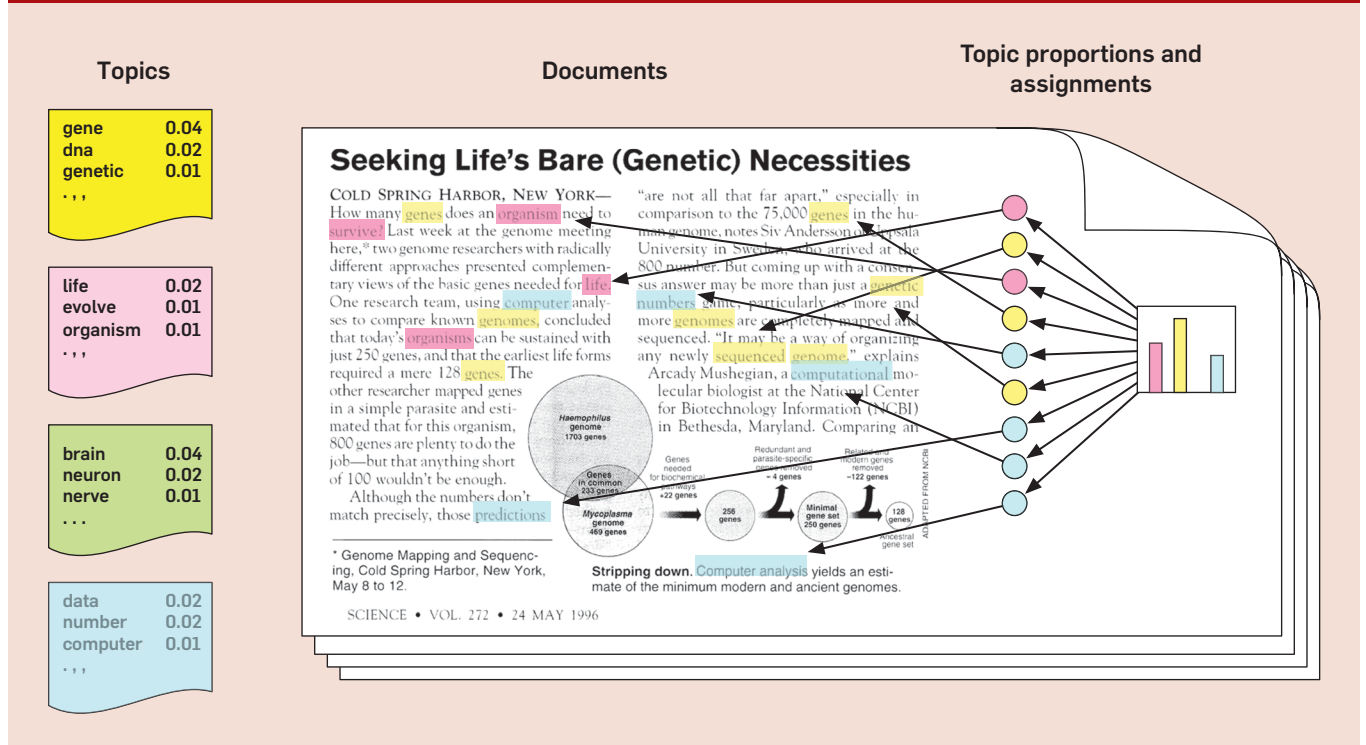 Topics
Documents
Topic proportions and
assignments
gene 0.04
dna 0.02
genetic 0.01
. , ,
life 0.02
evolve 0.01
organism 0.01
. , ,
brain 0.04
neuron 0.02
nerve 0.01
. . .
data 0.02
number 0.02
computer 0.01
. , ,
Seeking Life's Bare (Genetic) Necessities
COLD SPRING HARBOR, NEW YORK—
How many genes does an organism need to
survive? Last week at the genome meeting
here,* two genome researchers with radically
different approaches presented complemen-
tary views of the basic genes needed for life.
One research team, using computer analy-
ses to compare known genomes, concluded
that today's organisms can be sustained with
just 250 genes, and that the earliest life forms
required a mere 128 genes. The
other researcher mapped genes
in a simple parasite and esti-
mated that for this organism,
800 genes are plenty to do the
job—but that anything short
of 100 wouldn't be enough.
Although the numbers don't
match precisely, those predictions
* Genome Mapping and Sequenc-
ing, Cold Spring Harbor, New York,
May 8 to 12.
"are not all that far apart," especially in
comparison to the 75,000 genes in the hu-
man genome, notes Siv Andersson of Uppsala
University in Sweden, who arrived at the
800 number. But coming up with a consen-
sus answer may be more than just a genetic
numbers game, particularly as more and
more genomes are completely mapped and
sequenced. "It may be a way of organizing
any newly sequenced genome," explains
Arcady Mushegian, a computational mo-
lecular biologist at the National Center
for Biotechnology Information (NCBI)
in Bethesda, Maryland. Comparing an
Haemophilus
genome
1703 genes
Genes
in common
233 genes
Mycoplasma
genome
469 genes
Genes
needed
for biochemical
pathways
+22 genes
256
genes
Redundant and
parasite-specific
genes removed
– 4 genes
Minimal
gene set
250 genes
Related and
modern genes
removed
–122 genes
128
genes
Ancestral
gene set
ADAPTED FROM NCBI
Stripping down. Computer analysis yields an esti-
mate of the minimum modern and ancient genomes.
SCIENCE • VOL. 272 • 24 MAY 1996